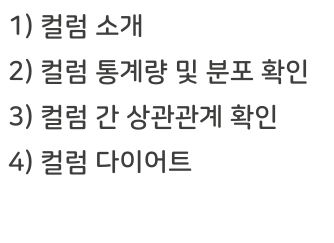 1) 컬럼 소개
2) 컬럼 통계량 및 분포 확인
3) 컬럼 간 상관관계 확인
4) 컬럼 다이어트